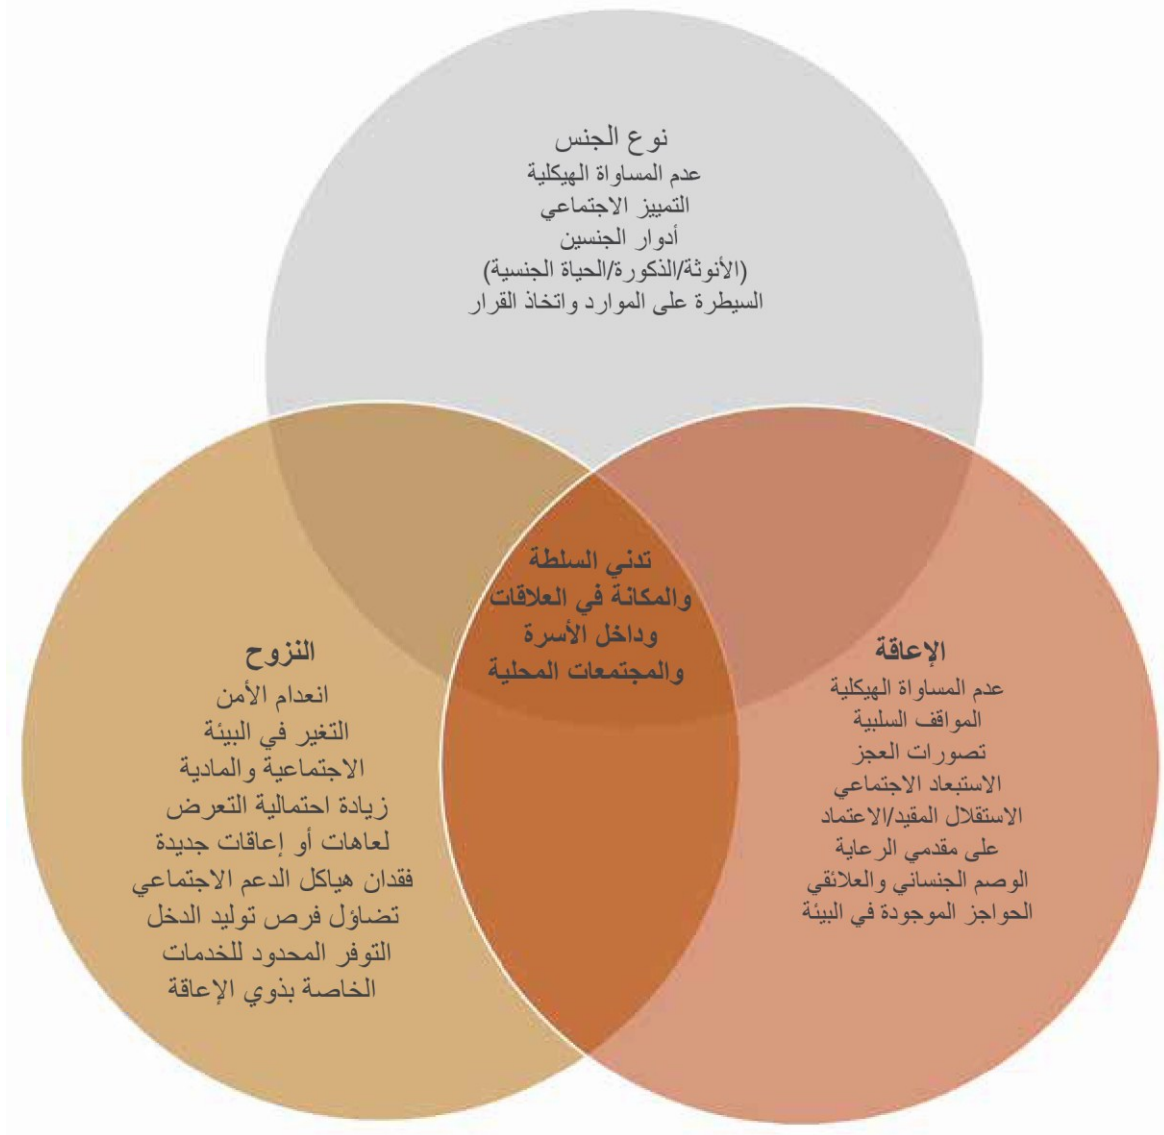 نوع الجنس
عدم المساواة الهيكلية
التمييز الاجتماعي
أدوار الجنسين
(الأنوثة/الذكورة/الحياة الجنسية)
السيطرة على الموارد واتخاذ القرار
تدني السلطة
والمكانة في العلاقات
وداخل الأسرة
والمجتمعات المحلية
الإعاقة
عدم المساواة الهيكلية
المواقف السلبية
تصورات العجز
الاستبعاد الاجتماعي
الاستقلال المقيد/الاعتماد
على مقدمي الرعاية
الوصم الجنساني والعلائقي
الحواجز الموجودة في البيئة
النزوح
انعدام الأمن
التغير في البيئة
الاجتماعية والمادية
زيادة احتمالية التعرض
لعاهات أو إعاقات جديدة
فقدان هياكل الدعم الاجتماعي
تضاؤل فرص توليد الدخل
التوفر المحدود للخدمات
الخاصة بذوي الإعاقة